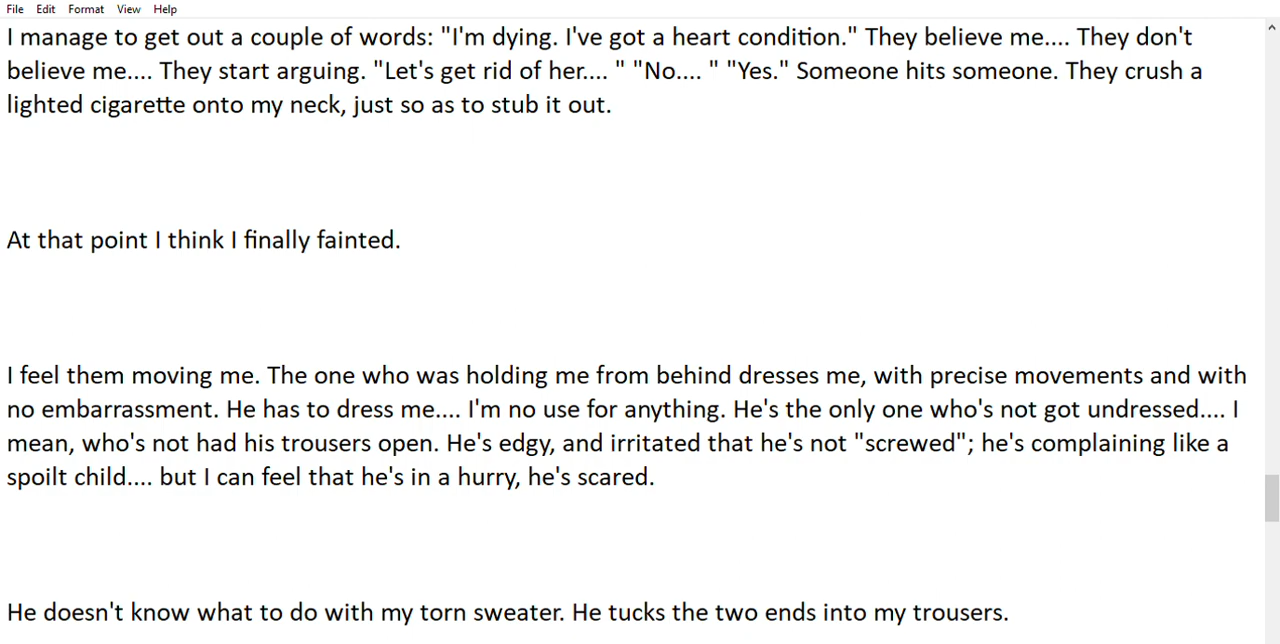 File Edit Format View Help
I manage to get out a couple of words: "I'm dying. I've got a heart condition." They believe me.... They don't
believe me.... They start arguing. "Let's get rid of her.... " "No.... " "Yes." Someone hits someone. They crush a
lighted cigarette onto my neck, just so as to stub it out.
At that point I think I finally fainted.
I feel them moving me. The one who was holding me from behind dresses me, with precise movements and with
no embarrassment. He has to dress me.... I'm no use for anything. He's the only one who's not got undressed.... I
mean, who's not had his trousers open. He's edgy, and irritated that he's not "screwed"; he's complaining like a
spoilt child.... but I can feel that he's in a hurry, he's scared.
He doesn't know what to do with my torn sweater. He tucks the two ends into my trousers.